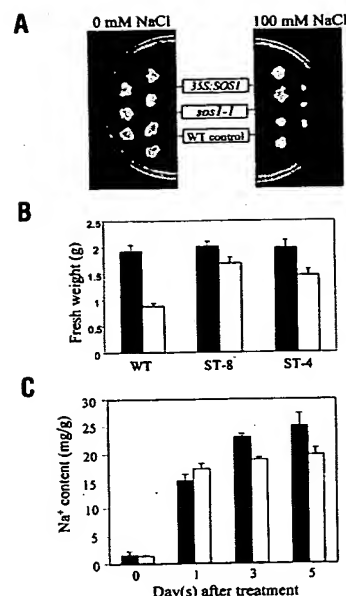 A
0 mM NaCl
100 mM NaCl
35S:SOS1
sos1-1
WT control
B
Fresh weight (g)
2.5
2
1.5
1
0.5
0
WT
ST-8
ST-4
C
Na+ content (mg/g)
30
25
20
15
10
5
0
0
1
3
5
Day(s) after treatment